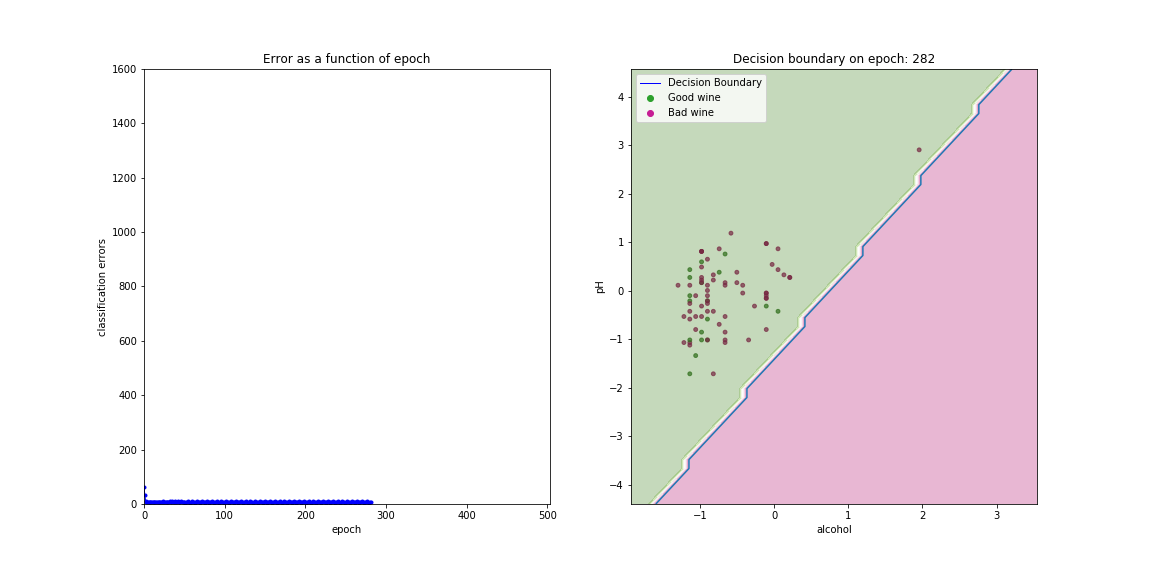 Error as a function of epoch
1600
1400
1200
1000
800
600
400
200
0
classification errors
0 100 200 300 400 500
epoch
Decision boundary on epoch: 282
Decision Boundary
Good wine
Bad wine
4
3
2
1
0
−1
−2
−3
−4
pH
−1 0 1 2 3
alcohol